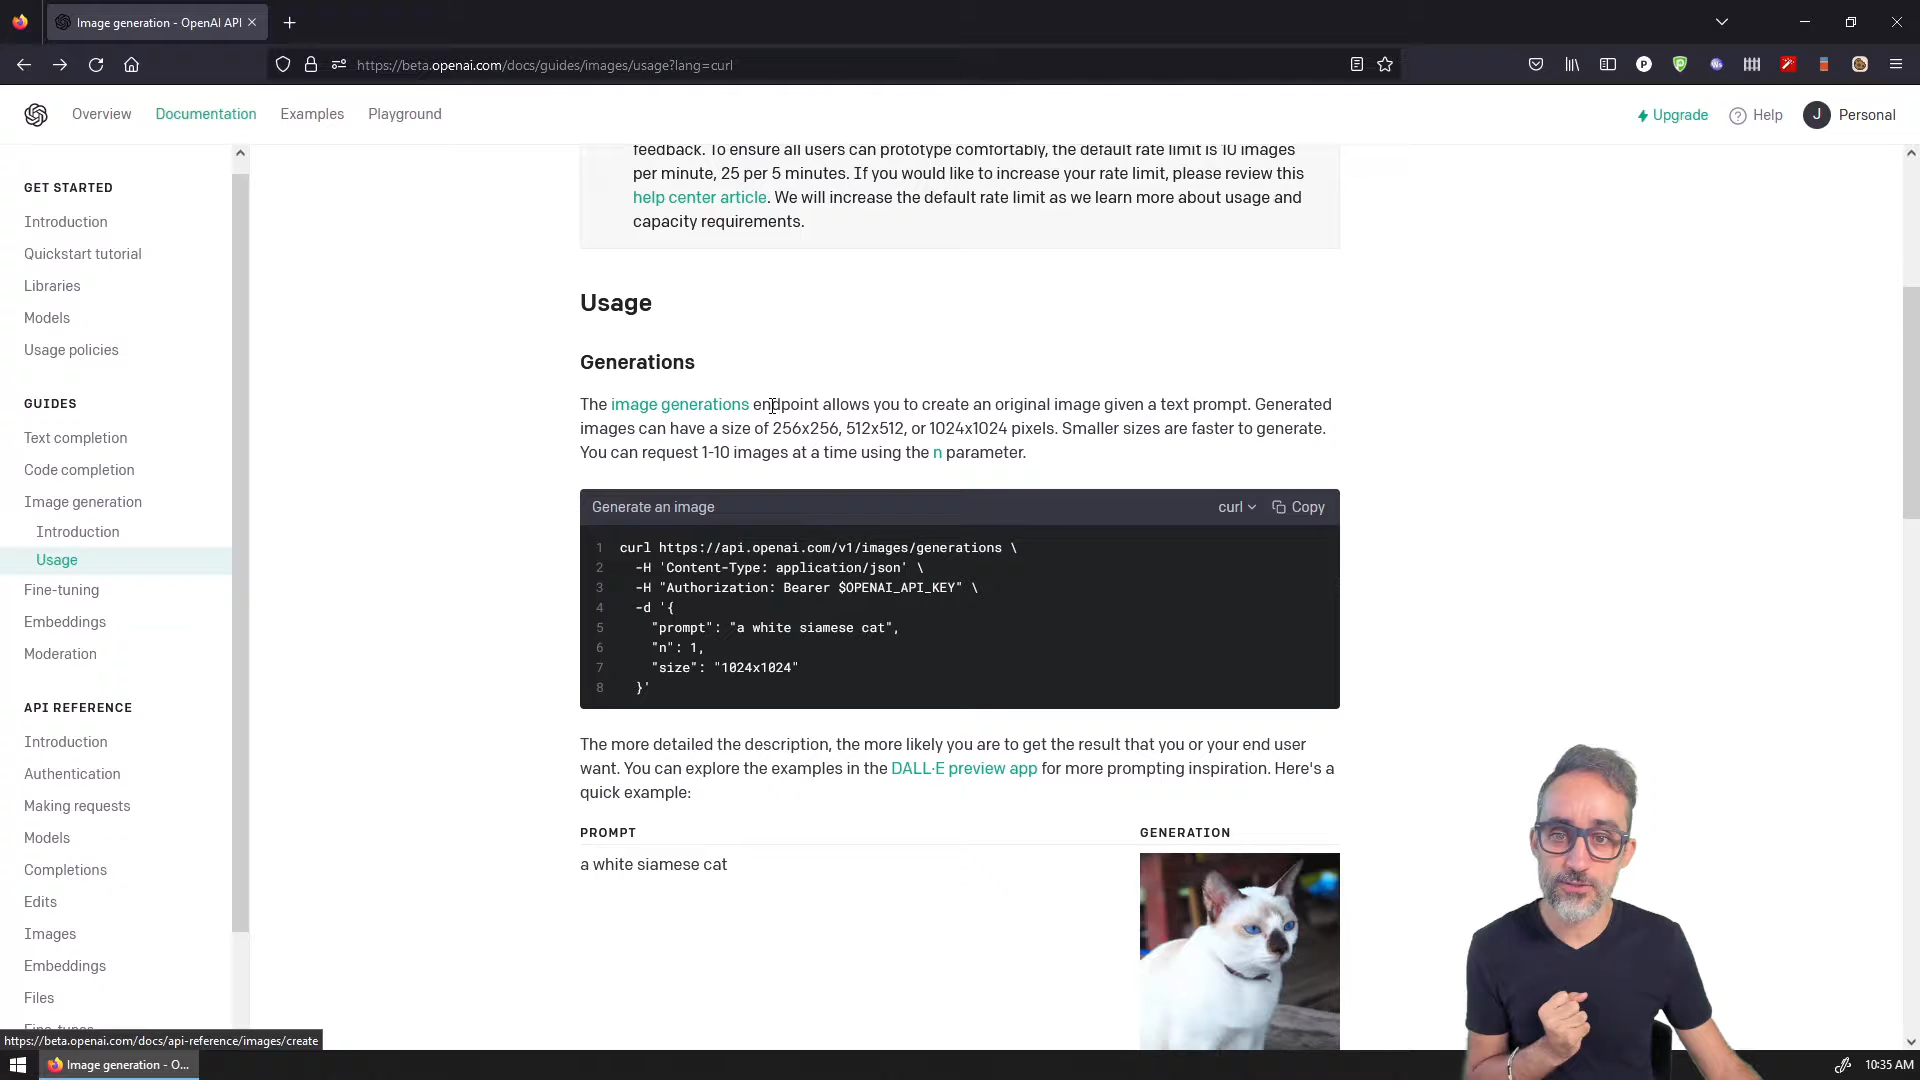 Image generation - OpenAI API
https://beta.openai.com/docs/guides/images/usage?lang=curl
Overview
Documentation
Examples
Playground
Upgrade
Help
J
Personal
GET STARTED
Introduction
Quickstart tutorial
Libraries
Models
Usage policies
GUIDES
Text completion
Code completion
Image generation
Introduction
Usage
Fine-tuning
Embeddings
Moderation
API REFERENCE
Introduction
Authentication
Making requests
Models
Completions
Edits
Images
Embeddings
Files
Fine-tunes
https://beta.openai.com/docs/api-reference/images/create
feedback. To ensure all users can prototype comfortably, the default rate limit is 10 images
per minute, 25 per 5 minutes. If you would like to increase your rate limit, please review this
help center article. We will increase the default rate limit as we learn more about usage and
capacity requirements.
Usage
Generations
The image generations endpoint allows you to create an original image given a text prompt. Generated
images can have a size of 256x256, 512x512, or 1024x1024 pixels. Smaller sizes are faster to generate.
You can request 1-10 images at a time using the n parameter.
Generate an image
curl
Copy
1 curl https://api.openai.com/v1/images/generations \
2 -H 'Content-Type: application/json' \
3 -H "Authorization: Bearer $OPENAI_API_KEY" \
4 -d '{
5 "prompt": "a white siamese cat",
6 "n": 1,
7 "size": "1024x1024"
8 }'
The more detailed the description, the more likely you are to get the result that you or your end user
want. You can explore the examples in the DALL·E preview app for more prompting inspiration. Here's a
quick example:
PROMPT
GENERATION
a white siamese cat
Image generation - O...
10:35 AM